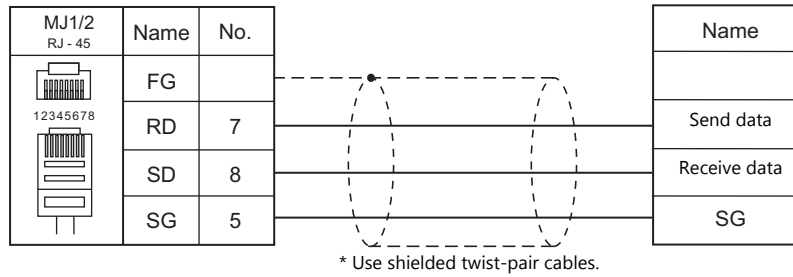 MJ1/2 Name No. Name
RJ - 45
FG
12345678
RD 7 Send data
SD 8 Receive data
SG 5 SG
* Use shielded twist-pair cables.